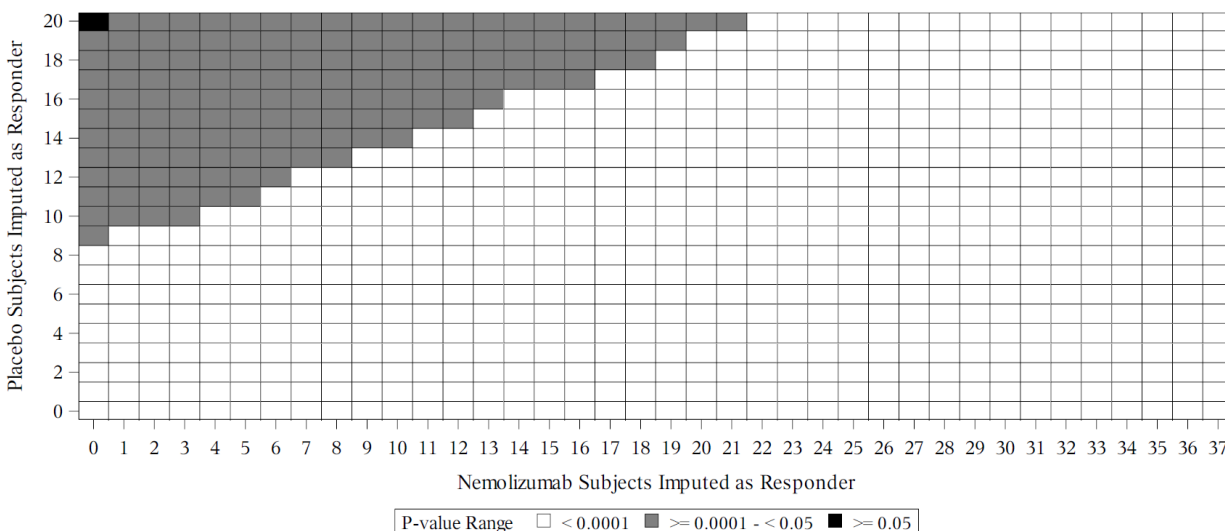 Placebo Subjects Imputed as Responder
20
18
16
14
12
10
8
6
4
2
0
0 1 2 3 4 5 6 7 8 9 10 11 12 13 14 15 16 17 18 19 20 21 22 23 24 25 26 27 28 29 30 31 32 33 34 35 36 37
Nemolizumab Subjects Imputed as Responder
P-value Range < 0.0001 >= 0.0001 - < 0.05 >= 0.05